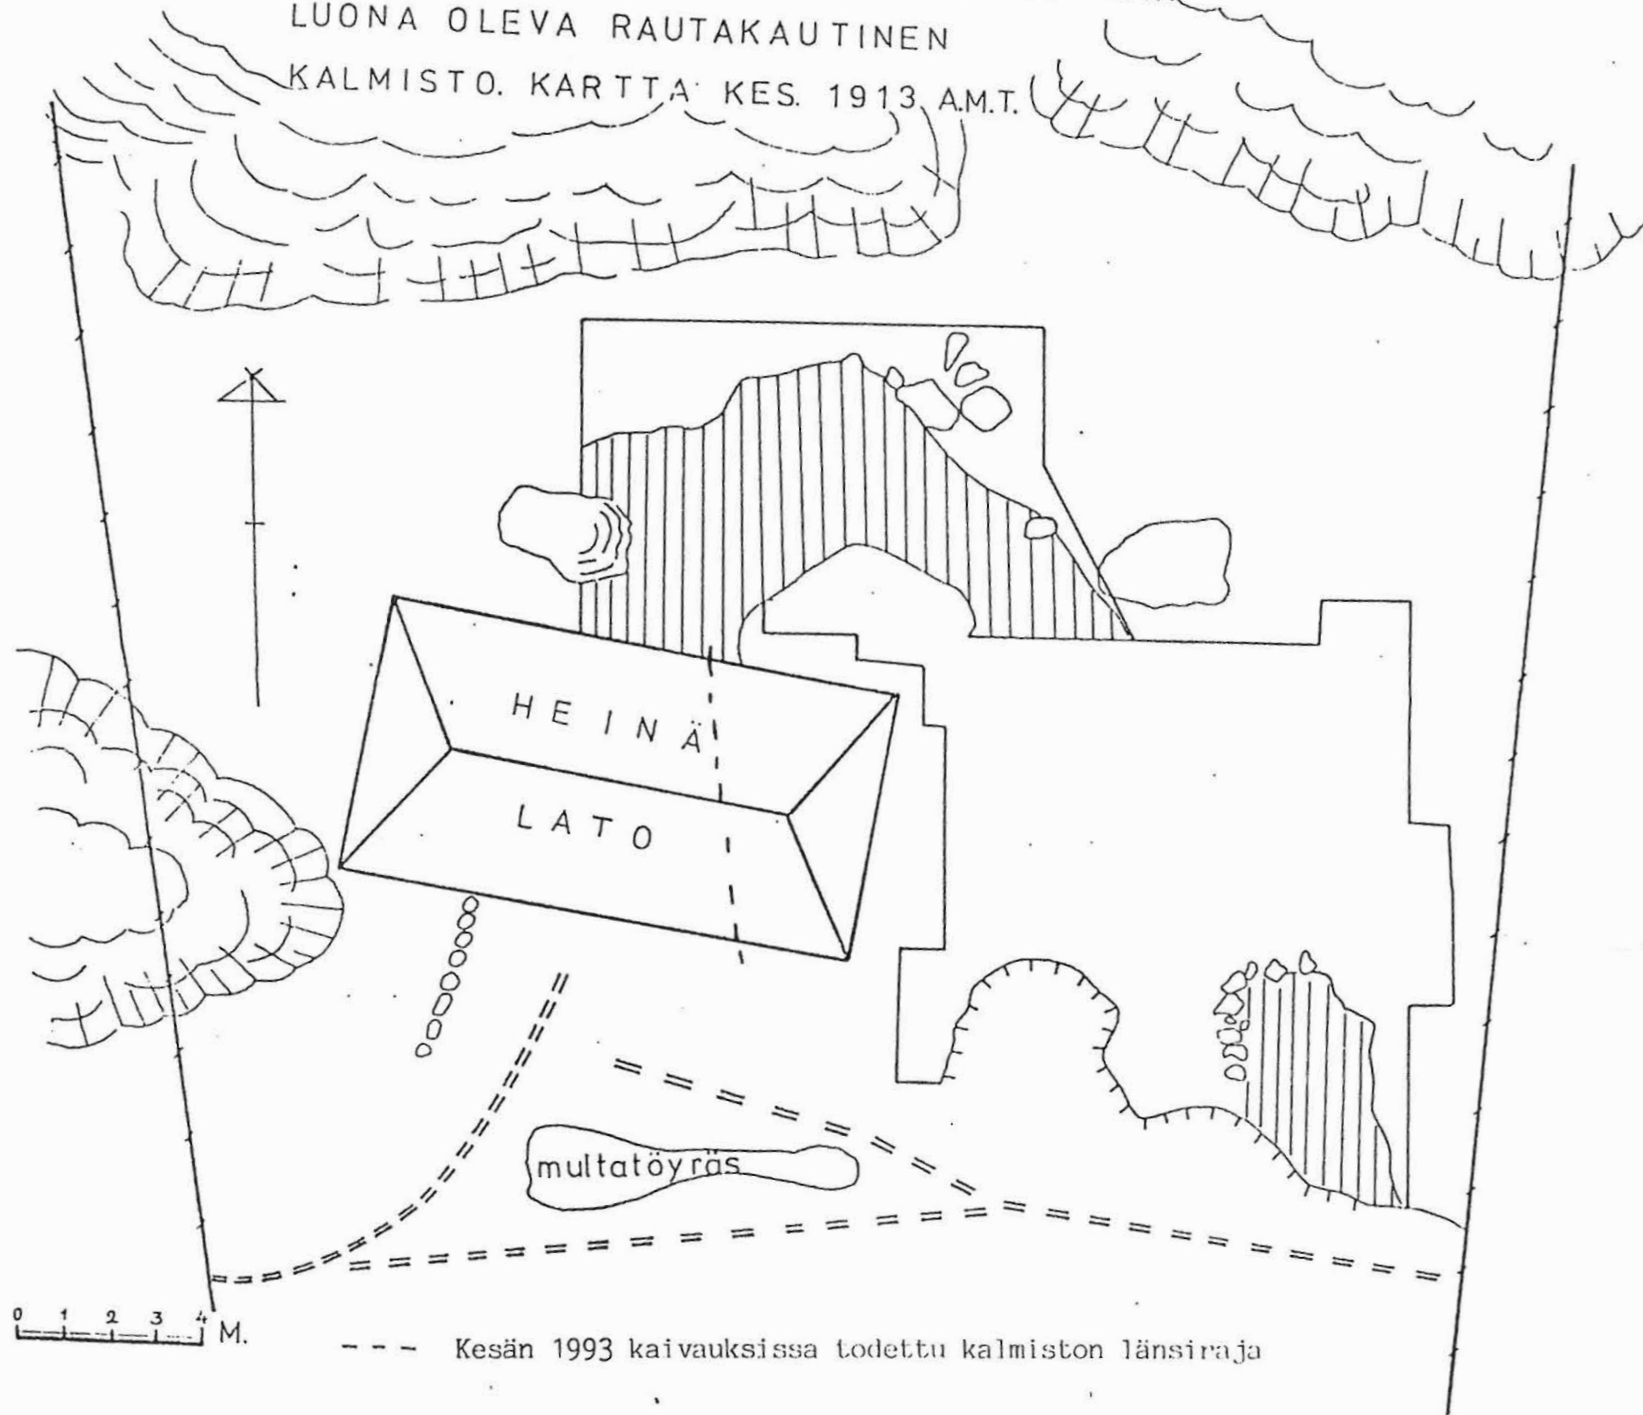 LUONA OLEVA RAUTAKAUTINEN
KALMISTO. KARTTA KES. 1913 A.M.T.
HEINÄ
LATO
multatöyräs
0 1 2 3 4 M.
--- Kesän 1993 kaivauksissa todettu kalmiston länsiraja